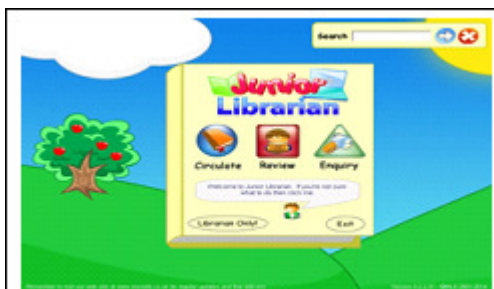 Search
Junior
Librarian
Circulate Review Enquiry
Welcome to Junior Librarian. If you're not sure
what to do then click me.
Librarian Only! Exit